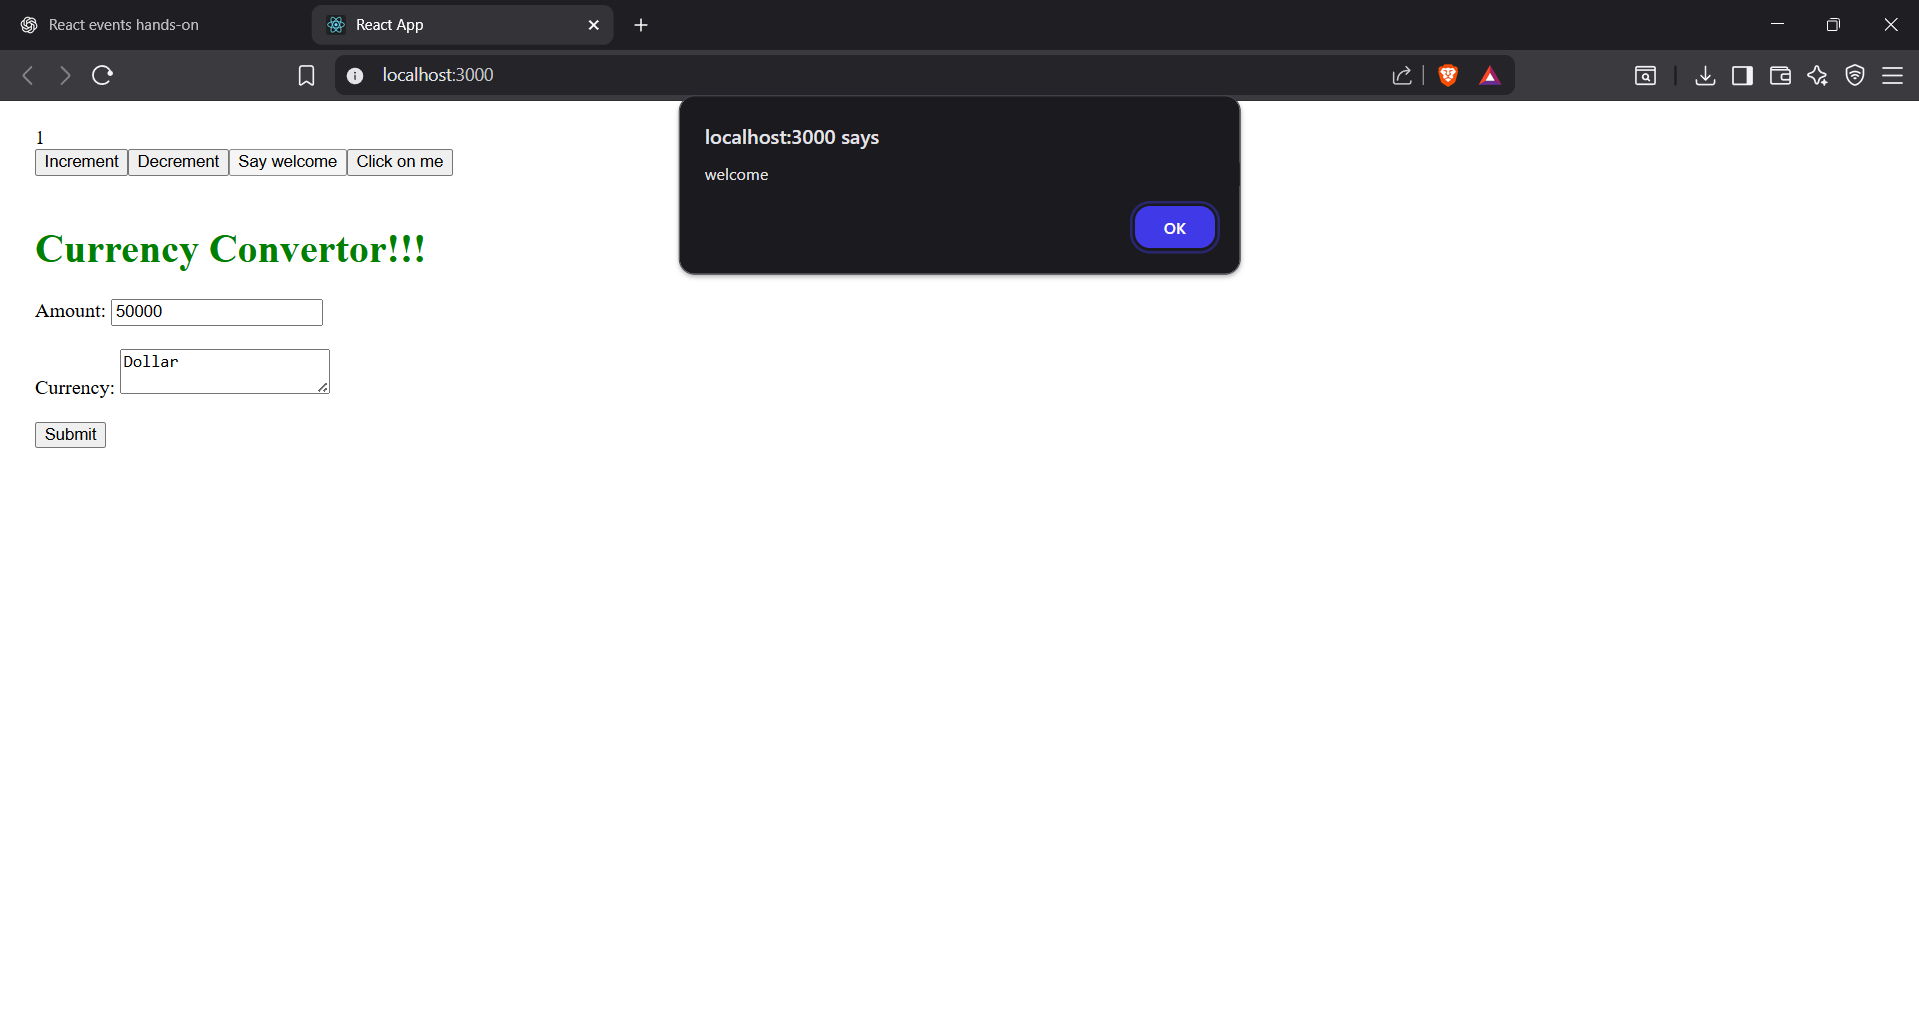 React events hands-on
React App
localhost:3000
localhost:3000 says
welcome
OK
1
Increment Decrement Say welcome Click on me
Currency Convertor!!!
Amount: 50000
Currency: Dollar
Submit